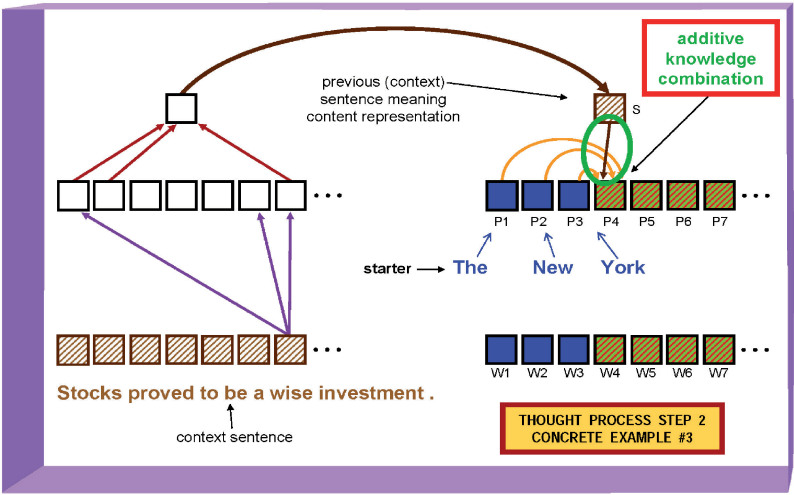 additive
knowledge
combination
previous (context)
sentence meaning
content representation
S
...
...
P1 P2 P3 P4 P5 P6 P7
starter The New York
...
...
W1 W2 W3 W4 W5 W6 W7
Stocks proved to be a wise investment .
context sentence
THOUGHT PROCESS STEP 2
CONCRETE EXAMPLE #3